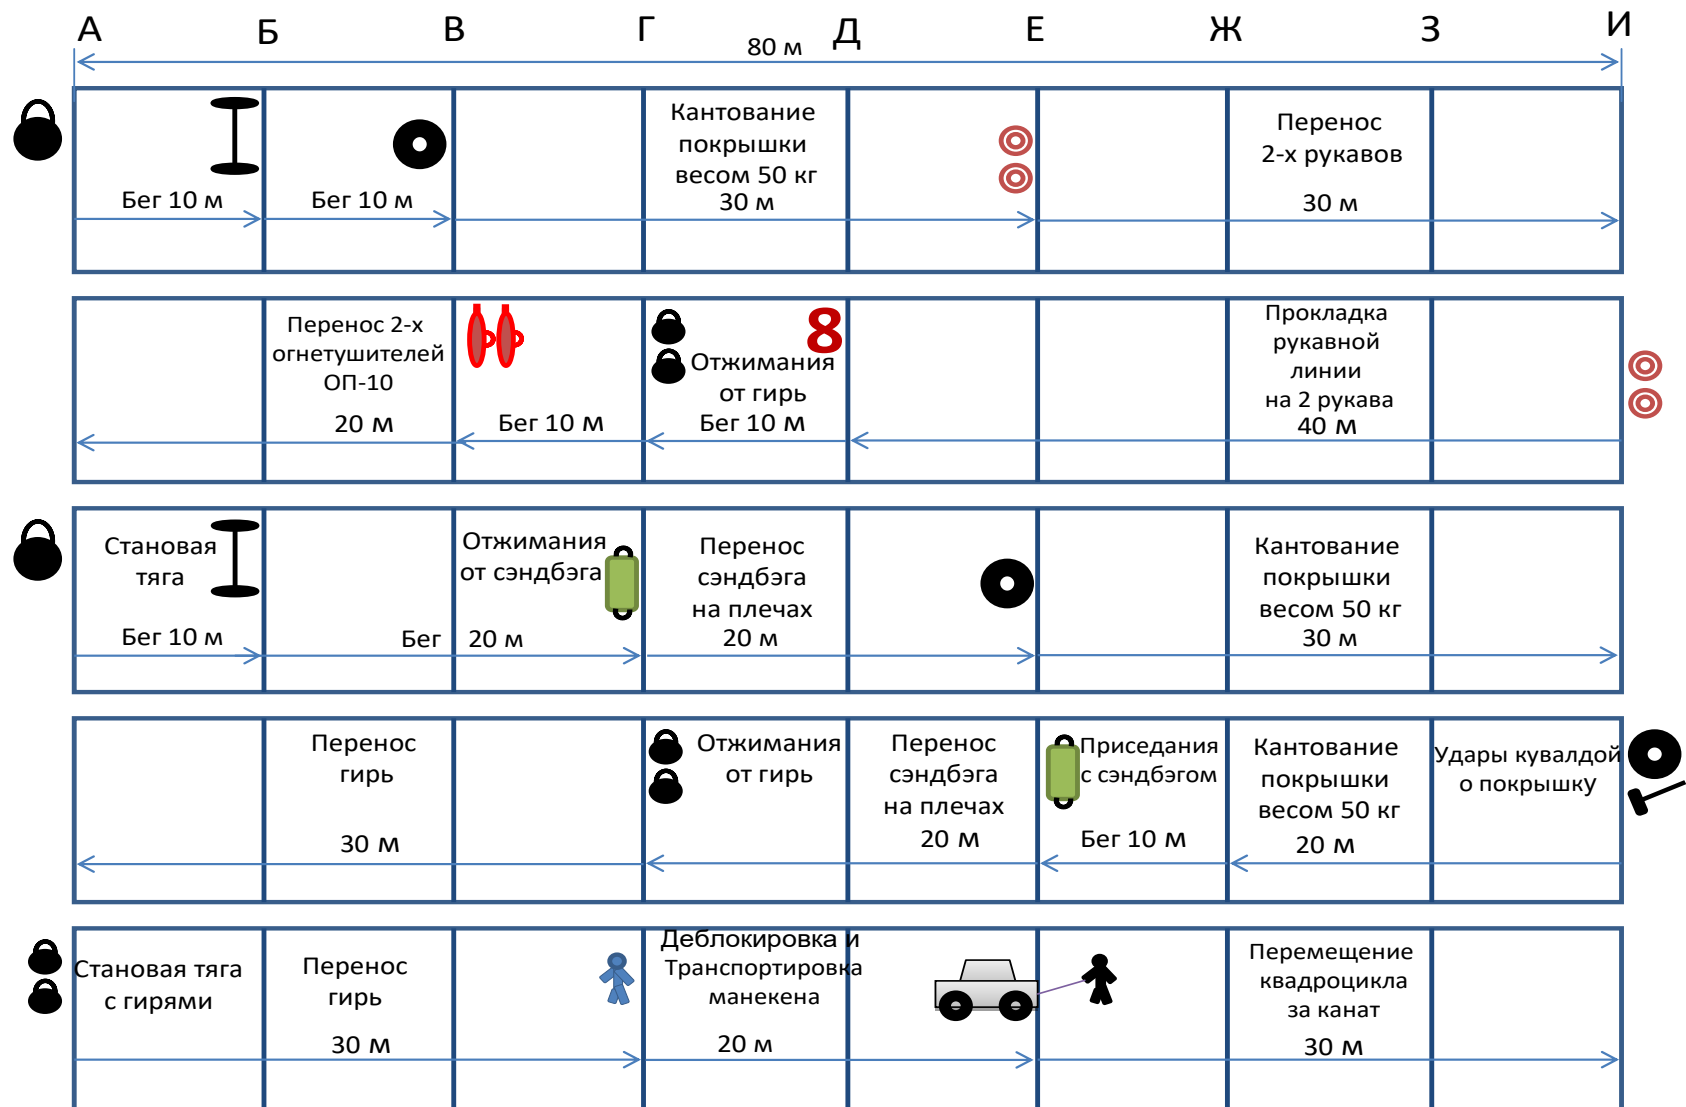 А Б В Г Д Е Ж З И
80 м
Кантование
покрышки
весом 50 кг
30 м
Перенос
2-х рукавов
30 м
Бег 10 м
Бег 10 м
Перенос 2-х
огнетушителей
ОП-10
20 м
Бег 10 м
8
Отжимания
от гирь
Бег 10 м
Прокладка
рукавной
линии
на 2 рукава
40 м
Становая
тяга
Бег 10 м
Отжимания
от сэндбэга
Бег 20 м
Перенос
сэндбэга
на плечах
20 м
Кантование
покрышки
весом 50 кг
30 м
Перенос
гирь
30 м
Отжимания
от гирь
Перенос
сэндбэга
на плечах
20 м
Приседания
с сэндбэгом
Бег 10 м
Кантование
покрышки
весом 50 кг
20 м
Удары кувалдой
о покрышку
Становая тяга
с гирями
Перенос
гирь
30 м
Деблокировка и
Транспортировка
манекена
20 м
Перемещение
квадроцикла
за канат
30 м